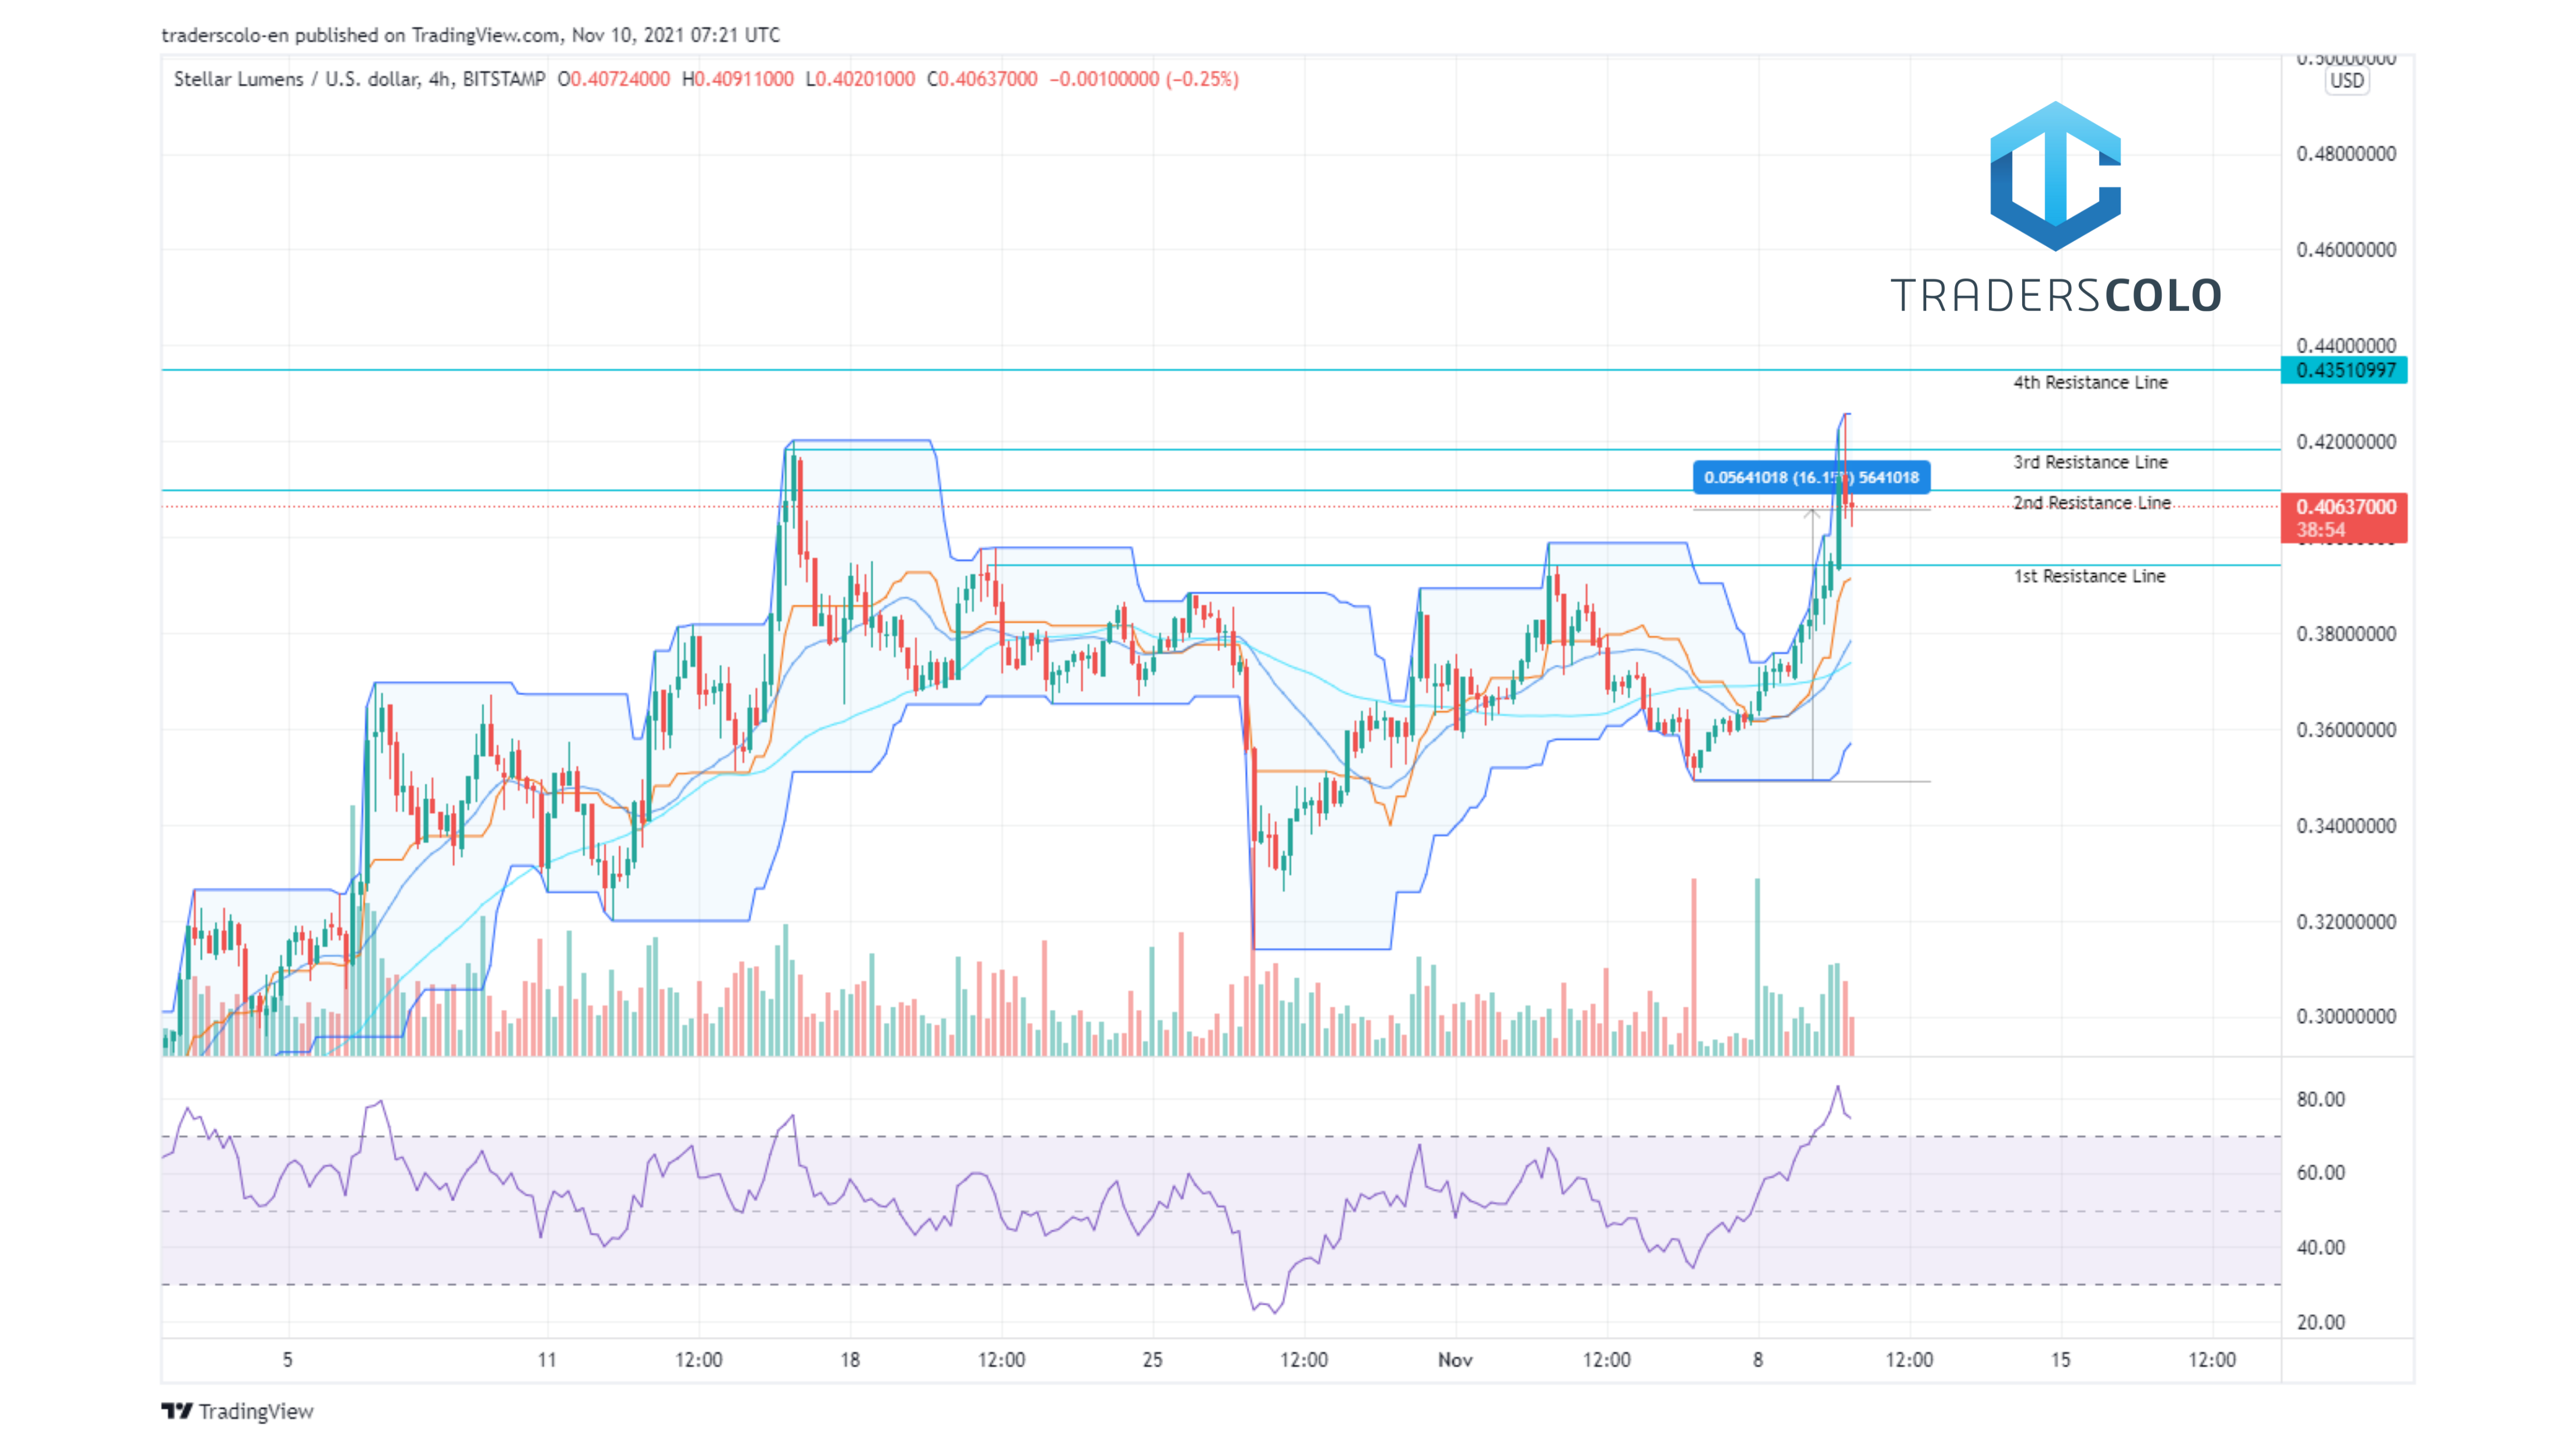 traderscolo-en published on TradingView.com, Nov 10, 2021 07:21 UTC
Stellar Lumens / U.S. dollar, 4h, BITSTAMP O0.40724000 H0.40911000 L0.40201000 C0.40637000 −0.00100000 (−0.25%)
0.50000000
USD
0.48000000
0.46000000
TRADERSCOLO
0.44000000
0.43510997
4th Resistance Line
0.42000000
3rd Resistance Line
0.05641018 (16.15%) 5641018
2nd Resistance Line
0.40637000
38:54
1st Resistance Line
0.38000000
0.36000000
0.34000000
0.32000000
0.30000000
80.00
60.00
40.00
20.00
5 11 12:00 18 12:00 25 12:00 Nov 12:00 8 12:00 15 12:00
TradingView